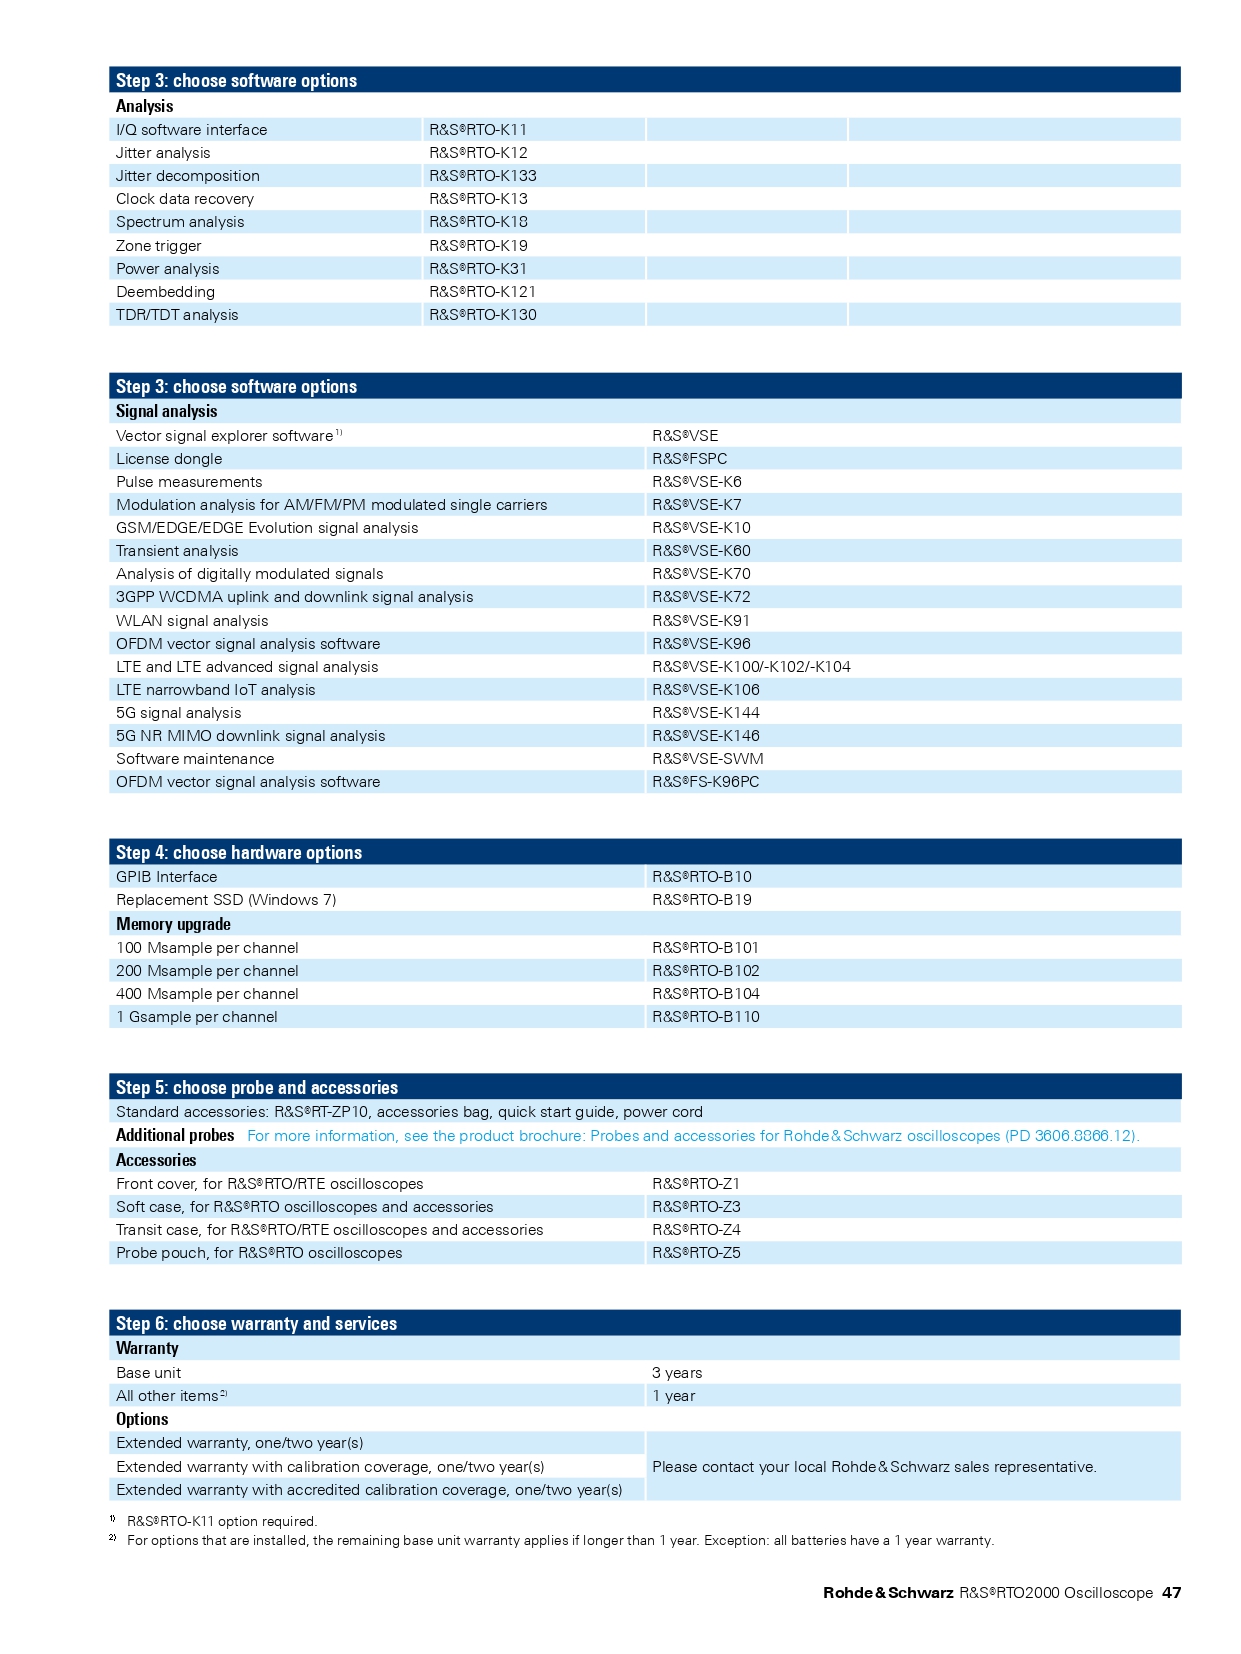 Step 3: choose software options
Analysis
I/Q software interface R&S®RTO-K11
Jitter analysis R&S®RTO-K12
Jitter decomposition R&S®RTO-K133
Clock data recovery R&S®RTO-K13
Spectrum analysis R&S®RTO-K18
Zone trigger R&S®RTO-K19
Power analysis R&S®RTO-K31
Deembedding R&S®RTO-K121
TDR/TDT analysis R&S®RTO-K130
Step 3: choose software options
Signal analysis
Vector signal explorer software 1) R&S®VSE
License dongle R&S®FSPC
Pulse measurements R&S®VSE-K6
Modulation analysis for AM/FM/PM modulated single carriers R&S®VSE-K7
GSM/EDGE/EDGE Evolution signal analysis R&S®VSE-K10
Transient analysis R&S®VSE-K60
Analysis of digitally modulated signals R&S®VSE-K70
3GPP WCDMA uplink and downlink signal analysis R&S®VSE-K72
WLAN signal analysis R&S®VSE-K91
OFDM vector signal analysis software R&S®VSE-K96
LTE and LTE advanced signal analysis R&S®VSE-K100/-K102/-K104
LTE narrowband IoT analysis R&S®VSE-K106
5G signal analysis R&S®VSE-K144
5G NR MIMO downlink signal analysis R&S®VSE-K146
Software maintenance R&S®VSE-SWM
OFDM vector signal analysis software R&S®FS-K96PC
Step 4: choose hardware options
GPIB Interface R&S®RTO-B10
Replacement SSD (Windows 7) R&S®RTO-B19
Memory upgrade
100 Msample per channel R&S®RTO-B101
200 Msample per channel R&S®RTO-B102
400 Msample per channel R&S®RTO-B104
1 Gsample per channel R&S®RTO-B110
Step 5: choose probe and accessories
Standard accessories: R&S®RT-ZP10, accessories bag, quick start guide, power cord
Additional probes For more information, see the product brochure: Probes and accessories for Rohde & Schwarz oscilloscopes (PD 3606.8866.12).
Accessories
Front cover, for R&S®RTO/RTE oscilloscopes R&S®RTO-Z1
Soft case, for R&S®RTO oscilloscopes and accessories R&S®RTO-Z3
Transit case, for R&S®RTO/RTE oscilloscopes and accessories R&S®RTO-Z4
Probe pouch, for R&S®RTO oscilloscopes R&S®RTO-Z5
Step 6: choose warranty and services
Warranty
Base unit 3 years
All other items 2) 1 year
Options
Extended warranty, one/two year(s)
Extended warranty with calibration coverage, one/two year(s) Please contact your local Rohde & Schwarz sales representative.
Extended warranty with accredited calibration coverage, one/two year(s)
1) R&S®RTO-K11 option required.
2) For options that are installed, the remaining base unit warranty applies if longer than 1 year. Exception: all batteries have a 1 year warranty.
Rohde & Schwarz R&S®RTO2000 Oscilloscope 47